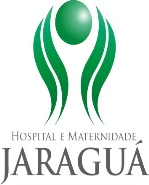 HOSPITAL E MATERNIDADE
JARAGUÁ